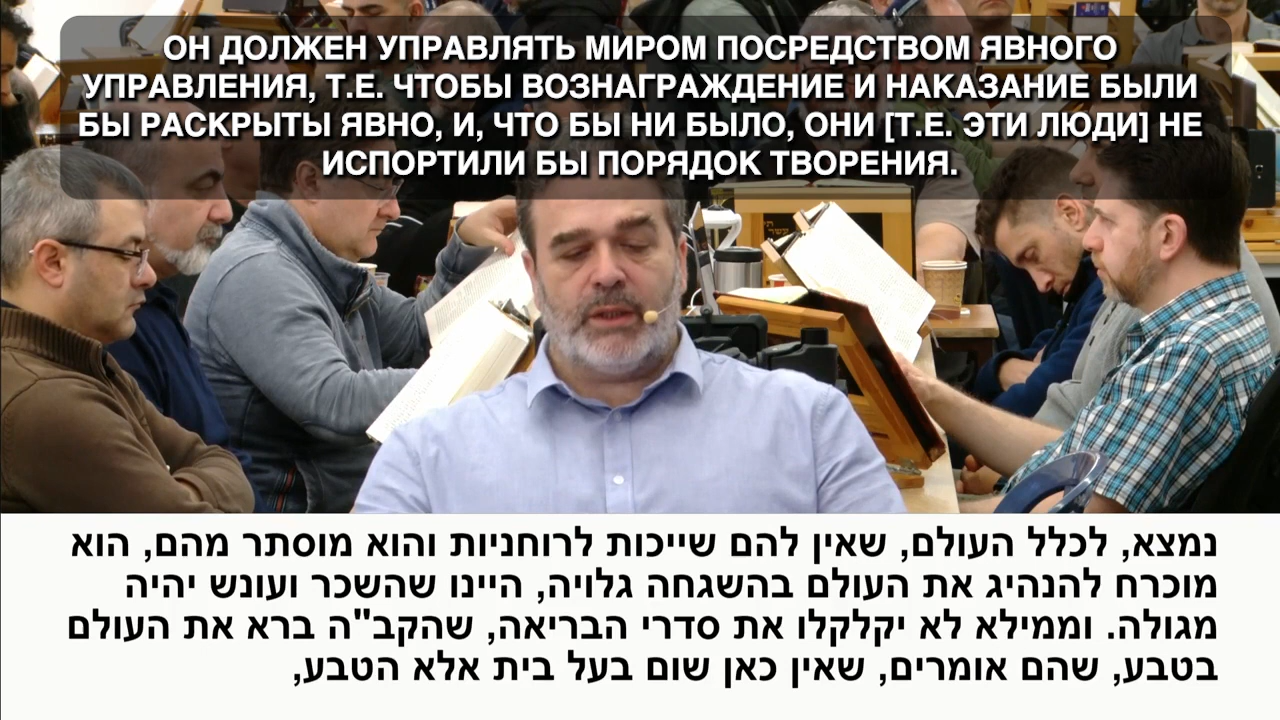 ОН ДОЛЖЕН УПРАВЛЯТЬ МИРОМ ПОСРЕДСТВОМ ЯВНОГО
УПРАВЛЕНИЯ, Т.Е. ЧТОБЫ ВОЗНАГРАЖДЕНИЕ И НАКАЗАНИЕ БЫЛИ
БЫ РАСКРЫТЫ ЯВНО, И, ЧТО БЫ НИ БЫЛО, ОНИ [Т.Е. ЭТИ ЛЮДИ] НЕ
ИСПОРТИЛИ БЫ ПОРЯДОК ТВОРЕНИЯ.
נמצא, לכלל העולם, שאין להם שייכות לרוחניות והוא מוסתר מהם, הוא
מוכרח להנהיג את העולם בהשגחה גלויה, היינו שהשכר ועונש יהיה
מגולה. וממילא לא יקלקלו את סדרי הבריאה, שהקב"ה ברא את העולם
בטבע, שהם אומרים, שאין כאן שום בעל בית אלא הטבע,